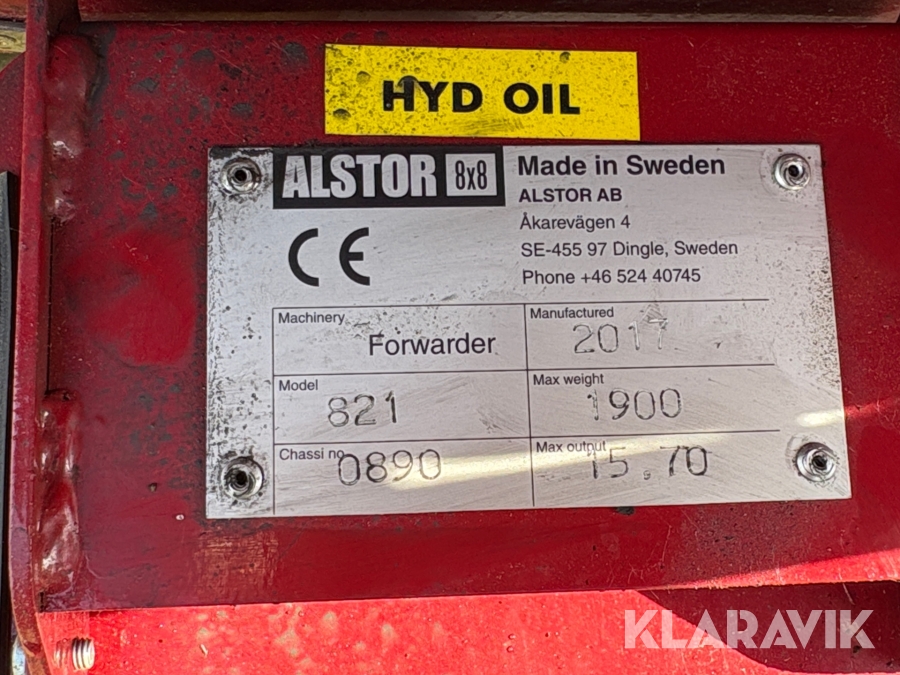 HYD OIL
ALSTOR 8x8
Made in Sweden
ALSTOR AB
Åkarevägen 4
SE-455 97 Dingle, Sweden
Phone +46 524 40745
CE
Machinery
Forwarder
Manufactured
2017
Model
821
Max weight
1900
Chassi no
0890
Max output
15.70
KLARAVIK